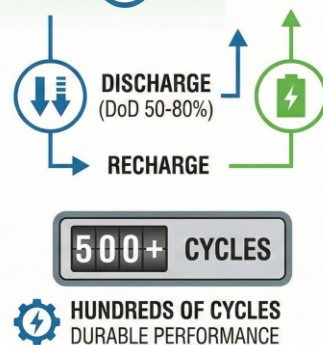 DISCHARGE
(DoD 50-80%)
RECHARGE
500+ CYCLES
HUNDREDS OF CYCLES
DURABLE PERFORMANCE